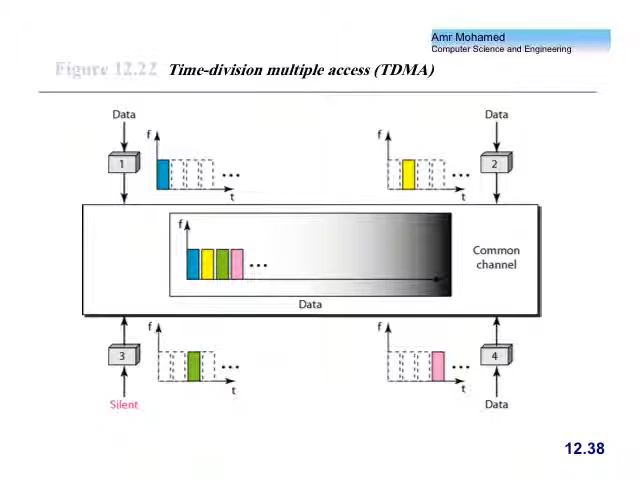 Amr Mohamed
Computer Science and Engineering
Figure 12.22 Time-division multiple access (TDMA)
Data
Data
f
f
1
2
t
t
f
Common
channel
Data
f
f
3
4
t
t
Silent
Data
12.38